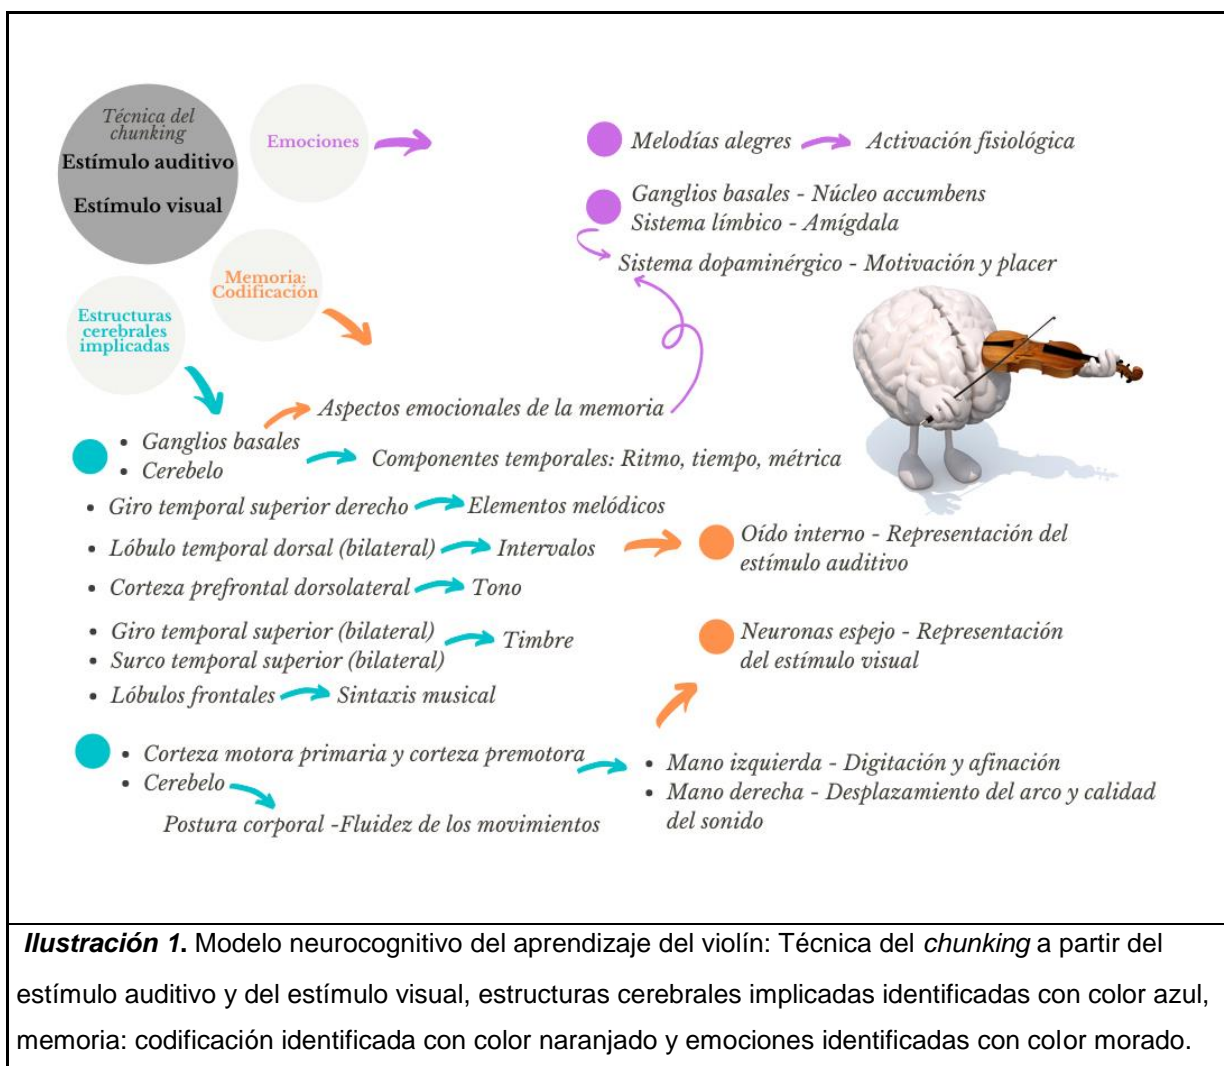 Técnica del
chunking
Estímulo auditivo
Estímulo visual
Emociones
Melodías alegres
Activación fisiológica
Ganglios basales - Núcleo accumbens
Sistema límbico - Amígdala
Sistema dopaminérgico - Motivación y placer
Memoria:
Codificación
Estructuras
cerebrales
implicadas
Aspectos emocionales de la memoria
• Ganglios basales
• Cerebelo
Componentes temporales: Ritmo, tiempo, métrica
• Giro temporal superior derecho
Elementos melódicos
• Lóbulo temporal dorsal (bilateral)
Intervalos
Oído interno - Representación del
estímulo auditivo
• Corteza prefrontal dorsolateral
Tono
• Giro temporal superior (bilateral)
• Surco temporal superior (bilateral)
Timbre
Neuronas espejo - Representación
del estímulo visual
• Lóbulos frontales
Sintaxis musical
• Corteza motora primaria y corteza premotora
• Cerebelo
• Mano izquierda - Digitación y afinación
• Mano derecha - Desplazamiento del arco y calidad
del sonido
Postura corporal -Fluidez de los movimientos
Ilustración 1. Modelo neurocognitivo del aprendizaje del violín: Técnica del chunking a partir del
estímulo auditivo y del estímulo visual, estructuras cerebrales implicadas identificadas con color azul,
memoria: codificación identificada con color naranjado y emociones identificadas con color morado.